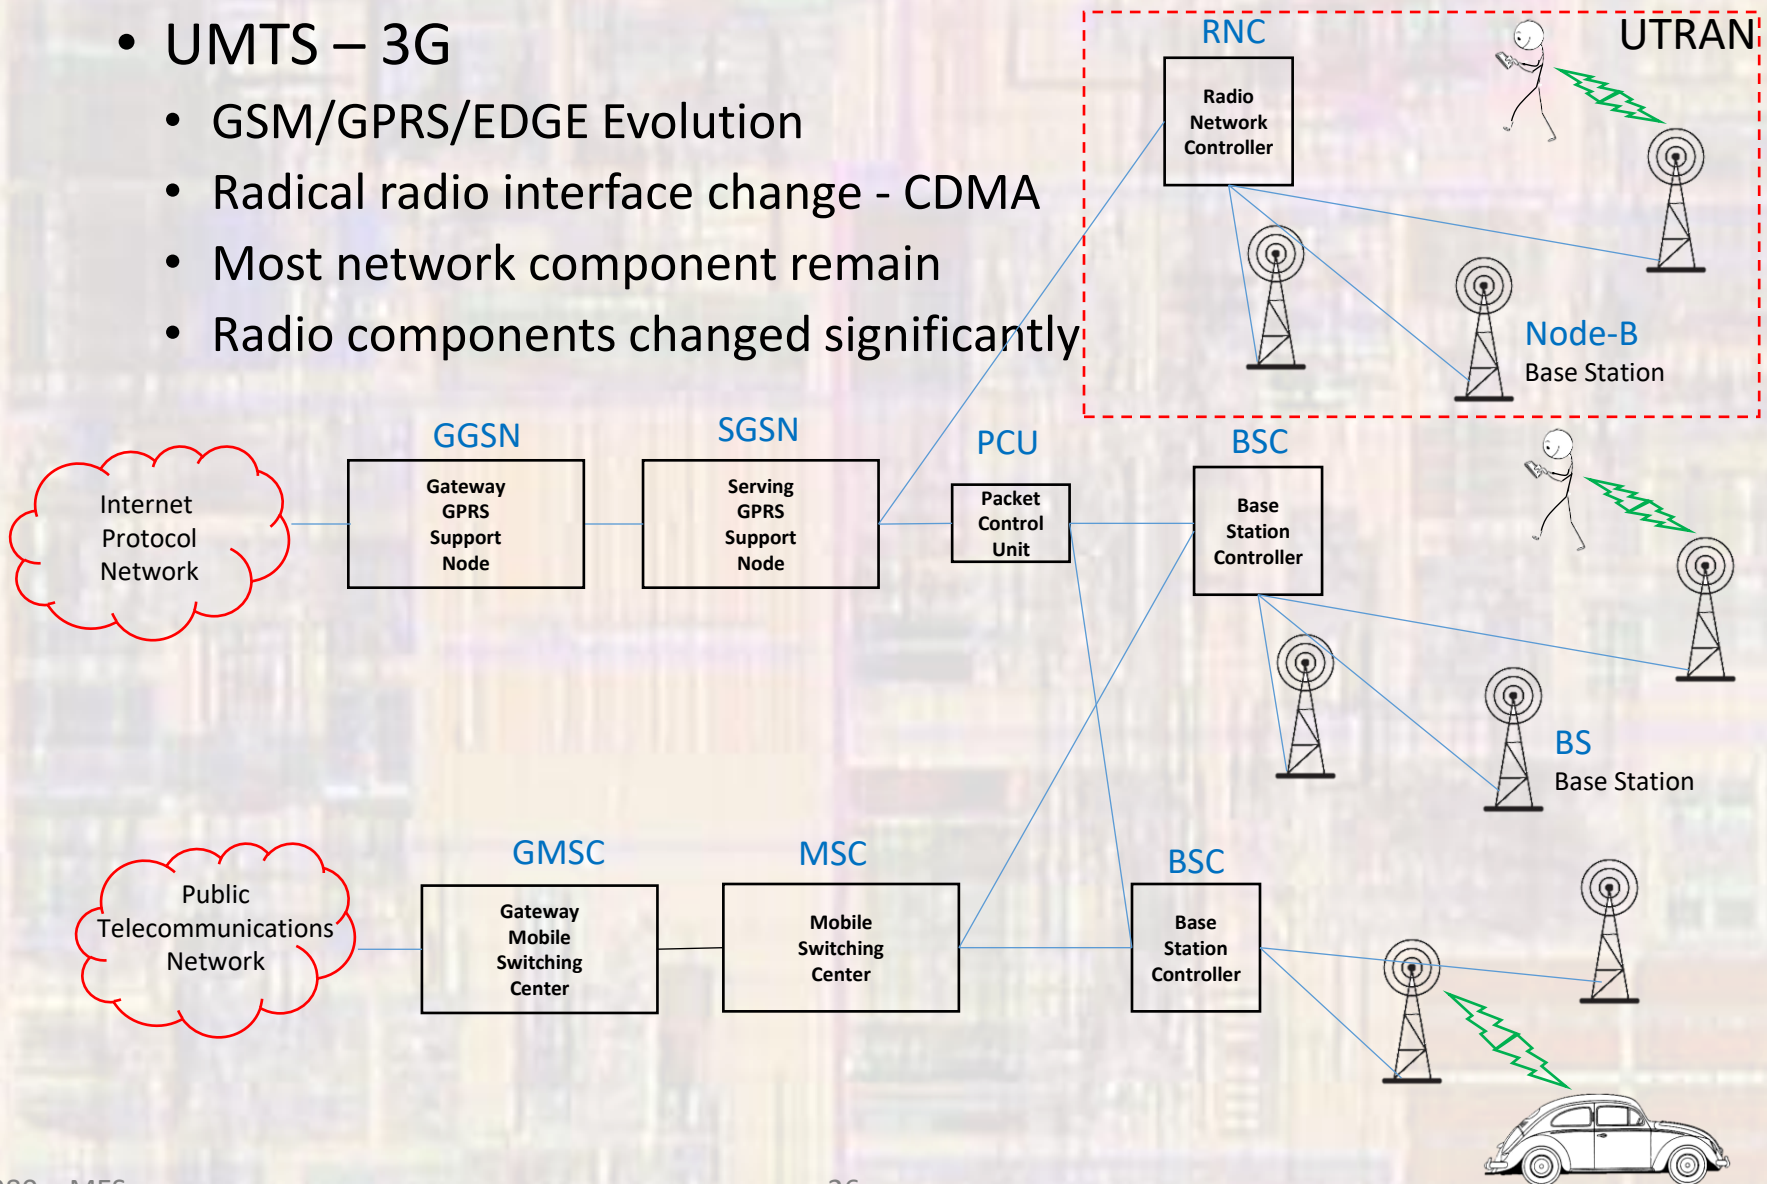 • UMTS – 3G
• GSM/GPRS/EDGE Evolution
• Radical radio interface change - CDMA
• Most network component remain
• Radio components changed significantly
RNC
UTRAN
Radio
Network
Controller
Node-B
Base Station
GGSN
SGSN
PCU
BSC
Internet
Protocol
Network
Gateway
GPRS
Support
Node
Serving
GPRS
Support
Node
Packet
Control
Unit
Base
Station
Controller
BS
Base Station
GMSC
MSC
BSC
Public
Telecommunications
Network
Gateway
Mobile
Switching
Center
Mobile
Switching
Center
Base
Station
Controller